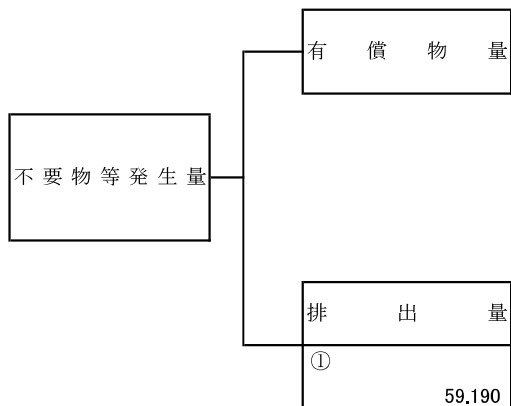 有償物量
不要物等発生量
排出量
①
59.190